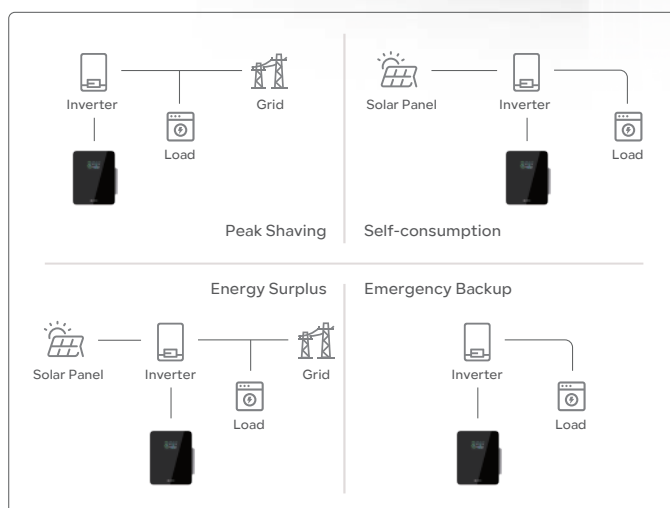 Inverter
Grid
Load
Peak Shaving
Solar Panel
Inverter
Load
Self-consumption
Energy Surplus
Solar Panel
Inverter
Grid
Load
Emergency Backup
Inverter
Load